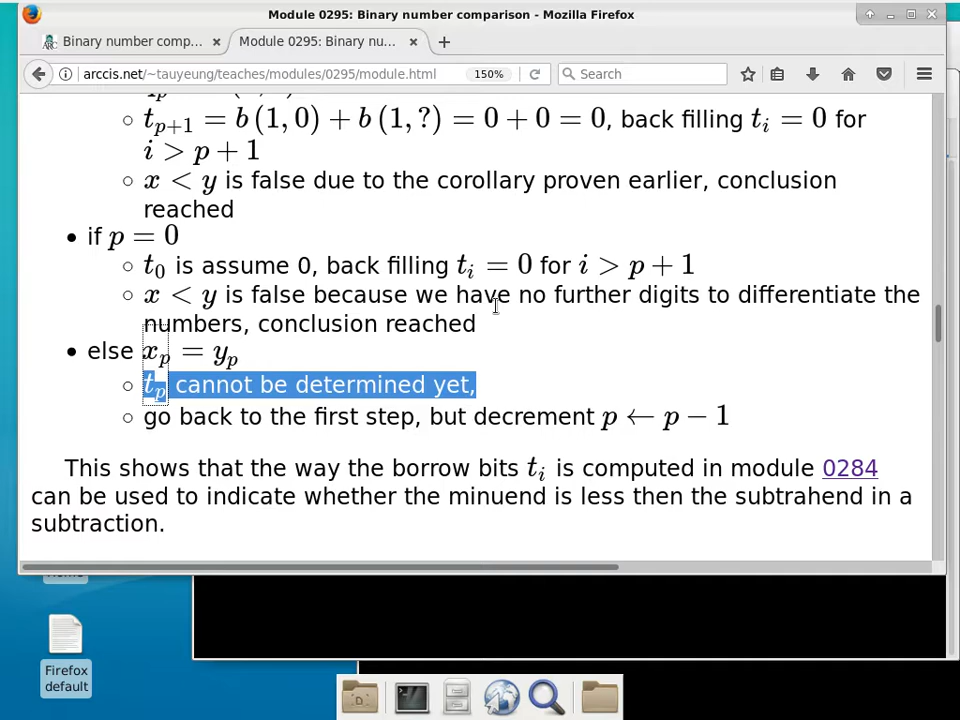 Module 0295: Binary number comparison - Mozilla Firefox
Binary number comp...
Module 0295: Binary nu...
arccis.net/~tauyeung/teaches/modules/0295/module.html
150%
Search
t_{p+1} = b (1, 0) + b (1, ?) = 0 + 0 = 0, back filling t_i = 0 for
i > p + 1
x < y is false due to the corollary proven earlier, conclusion
reached
if p = 0
t_0 is assume 0, back filling t_i = 0 for i > p + 1
x < y is false because we have no further digits to differentiate the
numbers, conclusion reached
else x_p = y_p
t_p cannot be determined yet,
go back to the first step, but decrement p ← p − 1
This shows that the way the borrow bits t_i is computed in module 0284
can be used to indicate whether the minuend is less then the subtrahend in a
subtraction.
Firefox
default